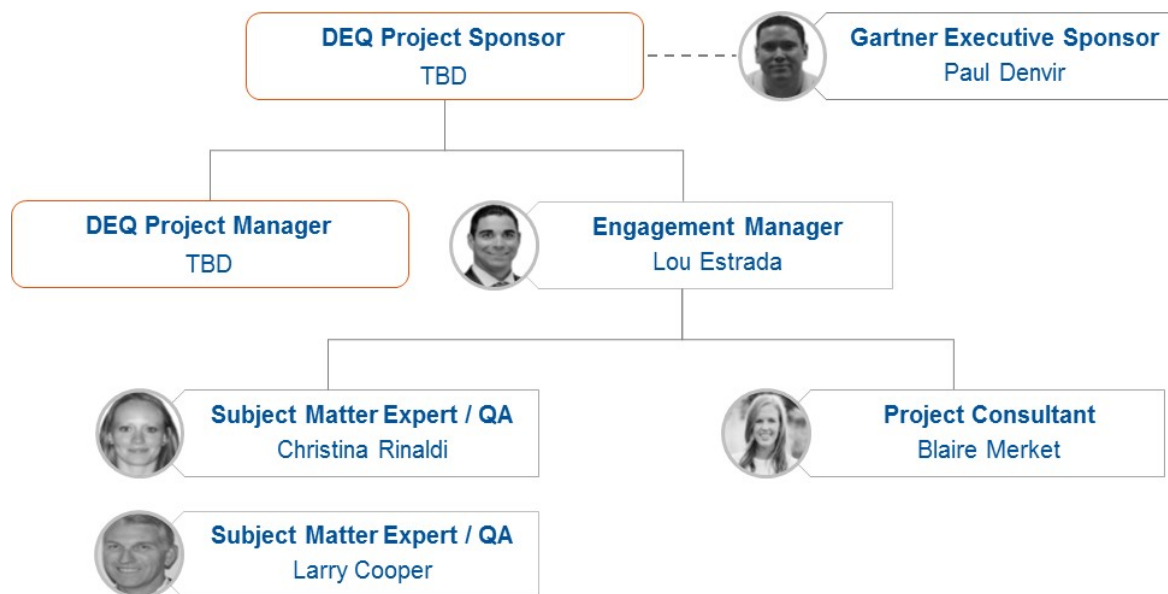 DEQ Project Sponsor
TBD
Gartner Executive Sponsor
Paul Denvir
DEQ Project Manager
TBD
Engagement Manager
Lou Estrada
Subject Matter Expert / QA
Christina Rinaldi
Project Consultant
Blaire Merket
Subject Matter Expert / QA
Larry Cooper